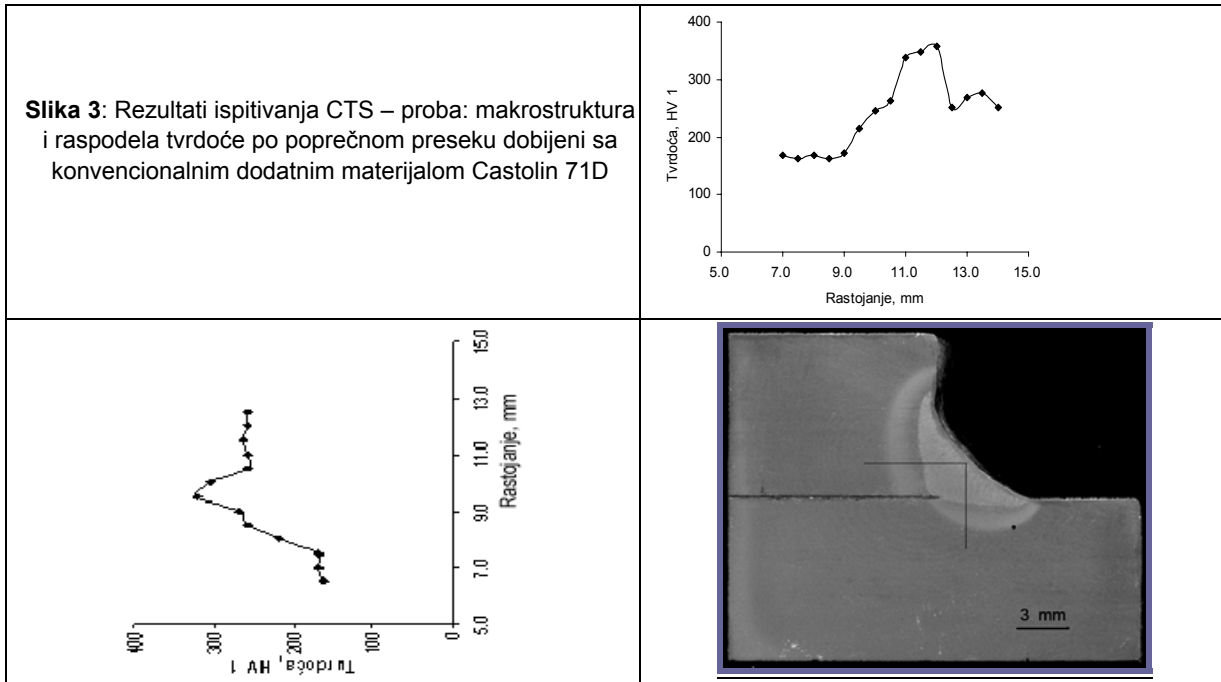 Slika 3: Rezultati ispitivanja CTS – proba: makrostruktura
i raspodela tvrdoće po poprečnom preseku dobijeni sa
konvencionalnim dodatnim materijalom Castolin 71D
400
300
200
100
0
Tvrdoća, HV 1
5.0 7.0 9.0 11.0 13.0 15.0
Rastojanje, mm
15.0
13.0
11.0
9.0
7.0
5.0
Rastojanje, mm
400 300 200 100 0
Tvrdoća, HV 1
3 mm